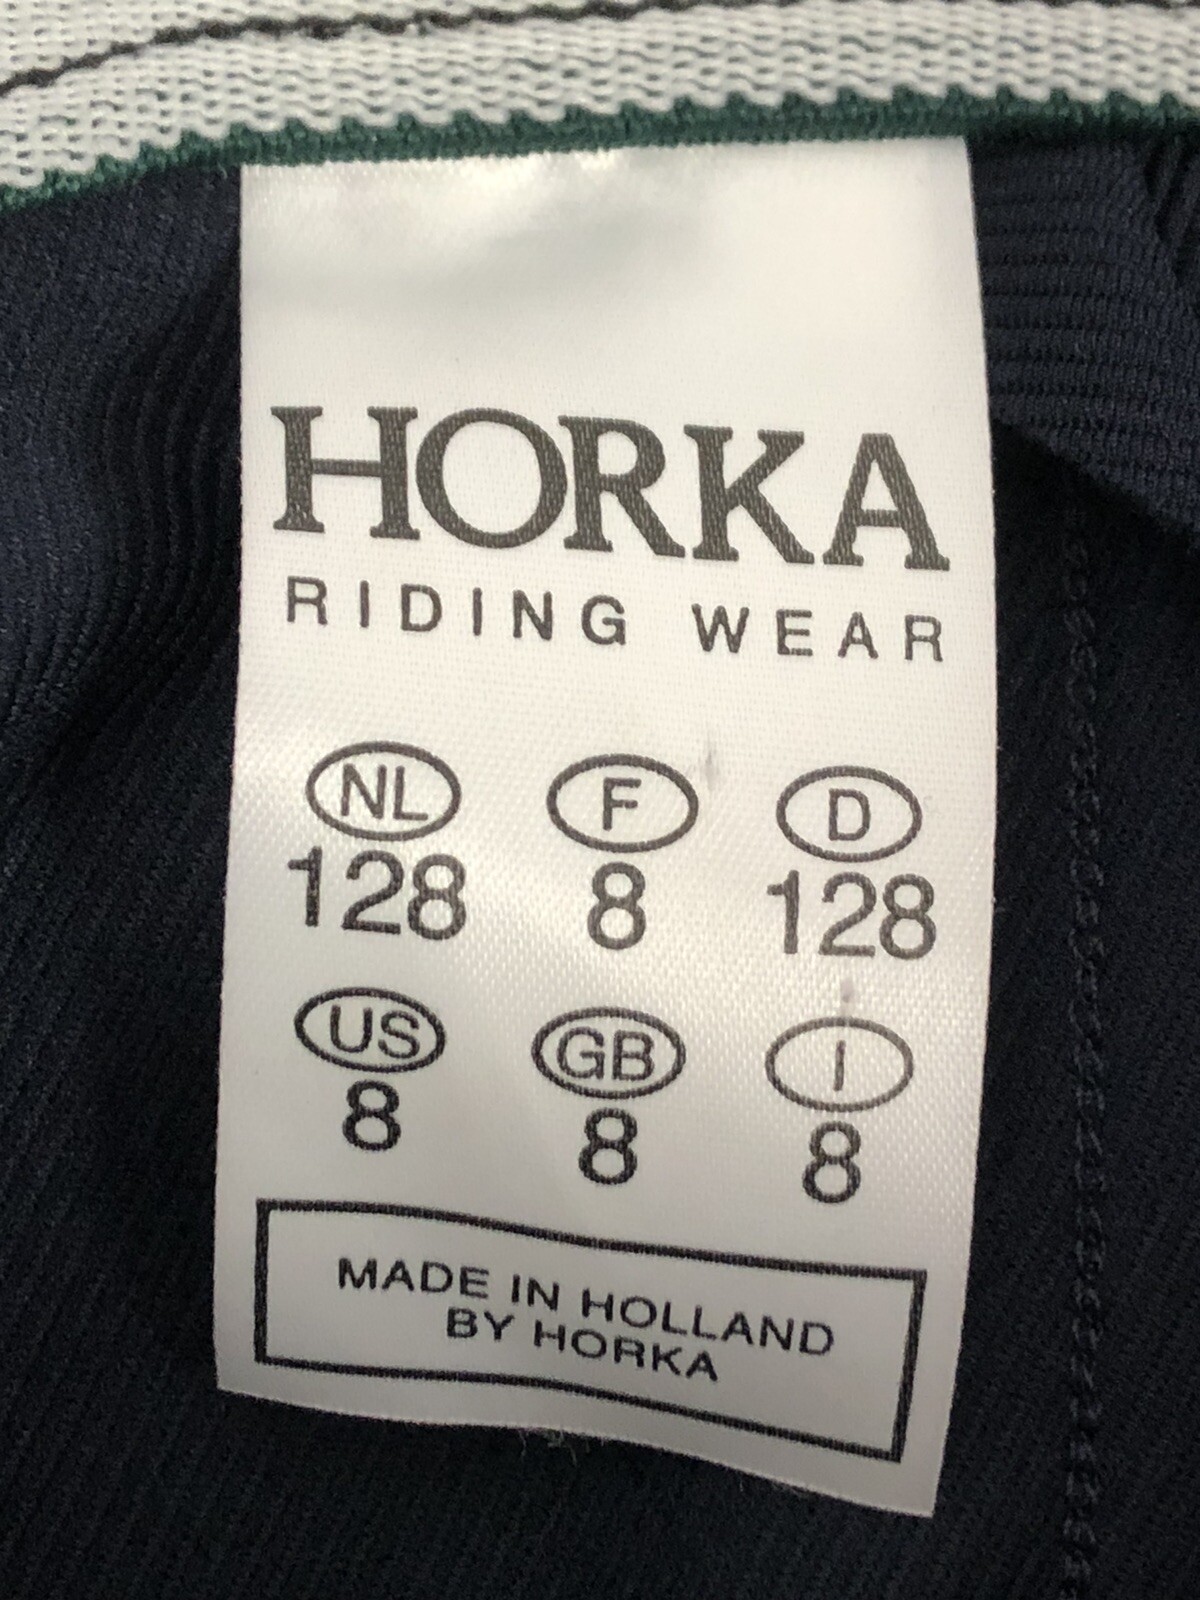 HORKA
RIDING WEAR
NL F D
128 8 128
US GB I
8 8 8
MADE IN HOLLAND
BY HORKA